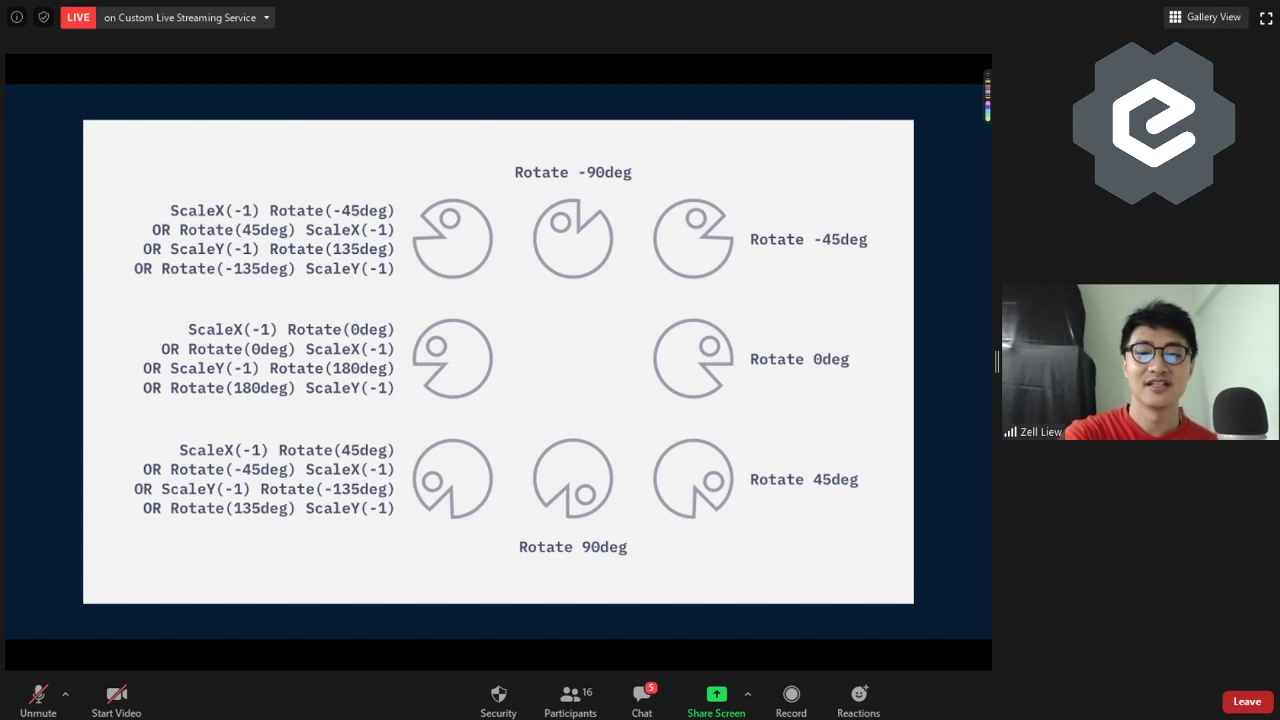 LIVE
on Custom Live Streaming Service
Gallery View
Rotate -90deg
ScaleX(-1) Rotate(-45deg)
OR Rotate(45deg) ScaleX(-1)
OR ScaleY(-1) Rotate(135deg)
OR Rotate(-135deg) ScaleY(-1)
Rotate -45deg
ScaleX(-1) Rotate(0deg)
OR Rotate(0deg) ScaleX(-1)
OR ScaleY(-1) Rotate(180deg)
OR Rotate(180deg) ScaleY(-1)
Rotate 0deg
ScaleX(-1) Rotate(45deg)
OR Rotate(-45deg) ScaleX(-1)
OR ScaleY(-1) Rotate(-135deg)
OR Rotate(135deg) ScaleY(-1)
Rotate 45deg
Rotate 90deg
Zell Liew
Unmute
Start Video
Security
16
Participants
5
Chat
Share Screen
Record
Reactions
Leave